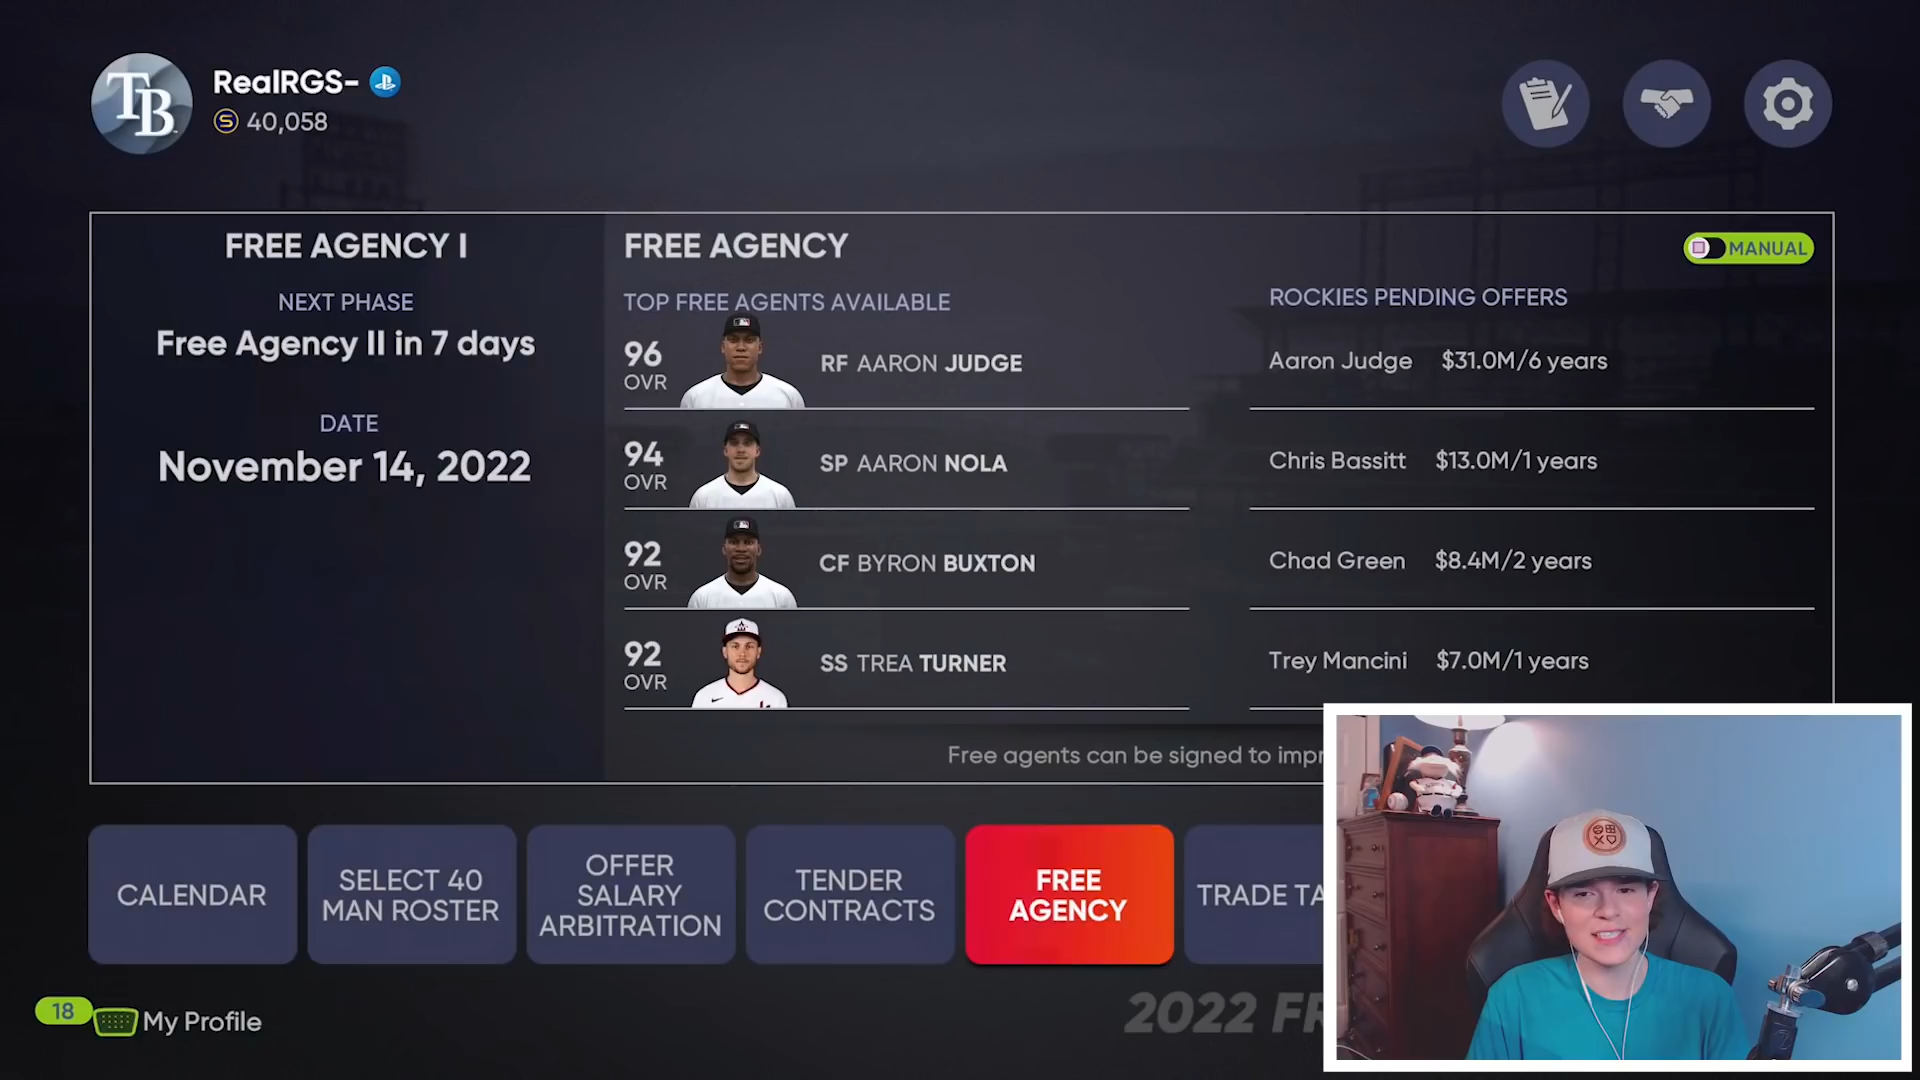 TB
RealRGS-
S 40,058
FREE AGENCY I
NEXT PHASE
Free Agency II in 7 days
DATE
November 14, 2022
FREE AGENCY
MANUAL
TOP FREE AGENTS AVAILABLE
96 OVR RF AARON JUDGE
94 OVR SP AARON NOLA
92 OVR CF BYRON BUXTON
92 OVR SS TREA TURNER
ROCKIES PENDING OFFERS
Aaron Judge $31.0M/6 years
Chris Bassitt $13.0M/1 years
Chad Green $8.4M/2 years
Trey Mancini $7.0M/1 years
Free agents can be signed to impr
CALENDAR
SELECT 40
MAN ROSTER
OFFER
SALARY
ARBITRATION
TENDER
CONTRACTS
FREE
AGENCY
TRADE TA
18 My Profile
2022 FR